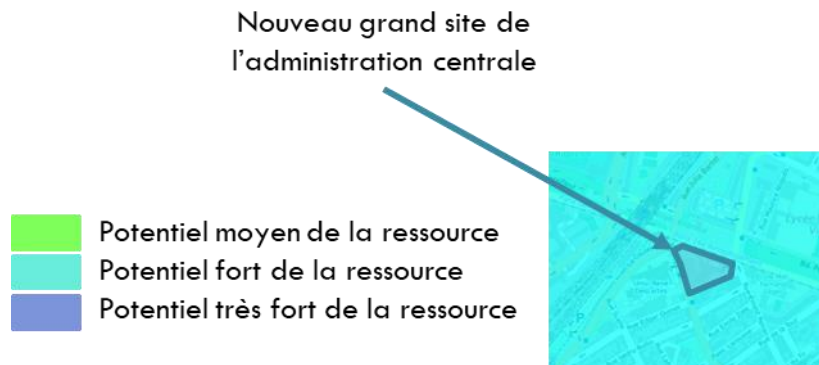 Nouveau grand site de
l'administration centrale
Potentiel moyen de la ressource
Potentiel fort de la ressource
Potentiel très fort de la ressource